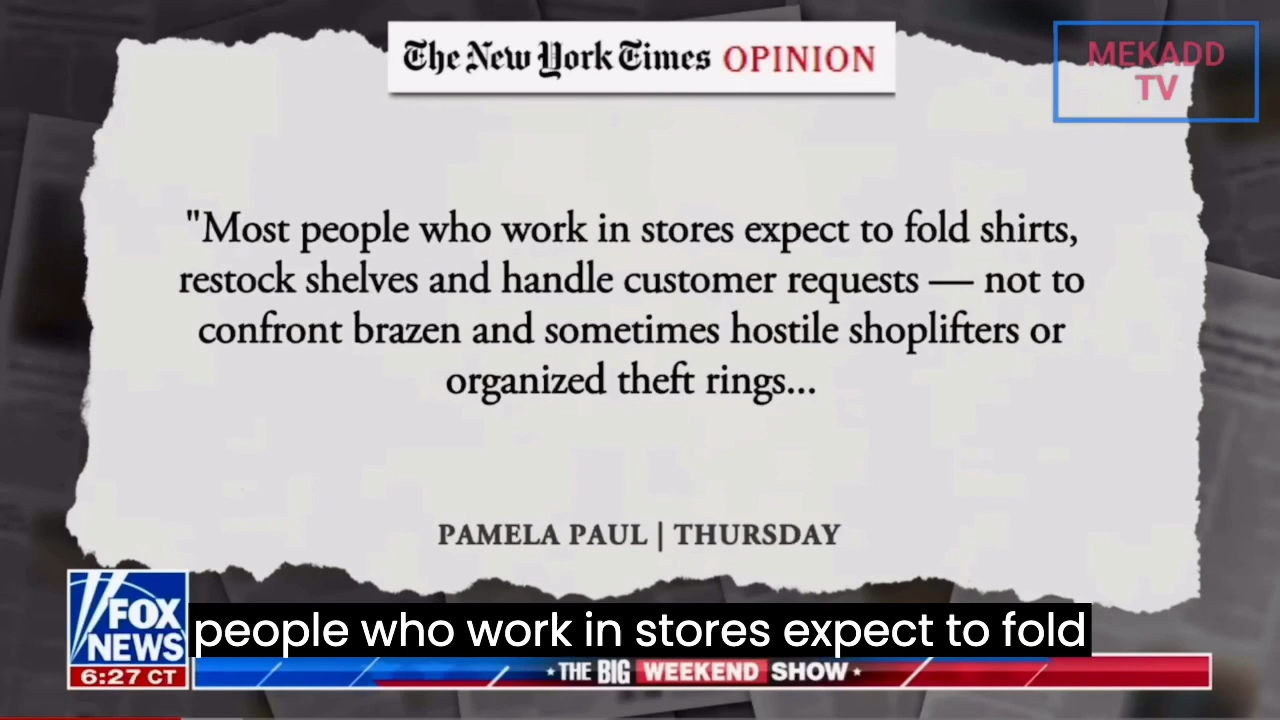 The New York Times OPINION
MEKADD
TV
"Most people who work in stores expect to fold shirts,
restock shelves and handle customer requests — not to
confront brazen and sometimes hostile shoplifters or
organized theft rings...
PAMELA PAUL | THURSDAY
FOX
NEWS
people who work in stores expect to fold
6:27 CT
THE BIG WEEKEND SHOW